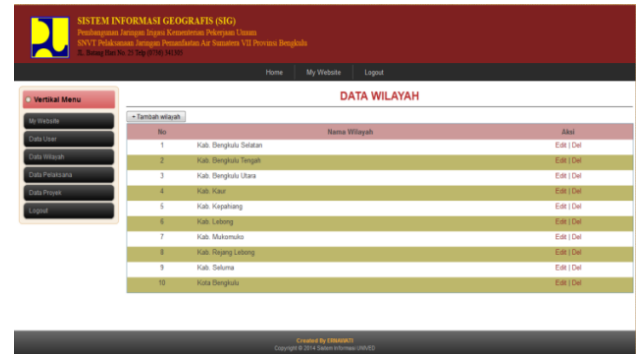 SISTEM INFORMASI GEOGRAFIS (SIG)
Pembangunan Jaringan Irigasi Kementerian Pekerjaan Umum
SNVT Pelaksanaan Jaringan Pemanfaatan Air Sumatera VII Provinsi Bengkulu
Home My Website Logout
Vertikal Menu
My Website
Data User
Data Wilayah
Data Pelaksana
Data Proyek
Logout
DATA WILAYAH
+ Tambah wilayah
No Nama Wilayah Aksi
1 Kab. Bengkulu Selatan Edit | Del
2 Kab. Bengkulu Tengah Edit | Del
3 Kab. Bengkulu Utara Edit | Del
4 Kab. Kaur Edit | Del
5 Kab. Kepahiang Edit | Del
6 Kab. Lebong Edit | Del
7 Kab. Mukomuko Edit | Del
8 Kab. Rejang Lebong Edit | Del
9 Kab. Seluma Edit | Del
10 Kota Bengkulu Edit | Del
Created By ERNAWATI
Copyright © 2014 Sistem Informasi UNIVED